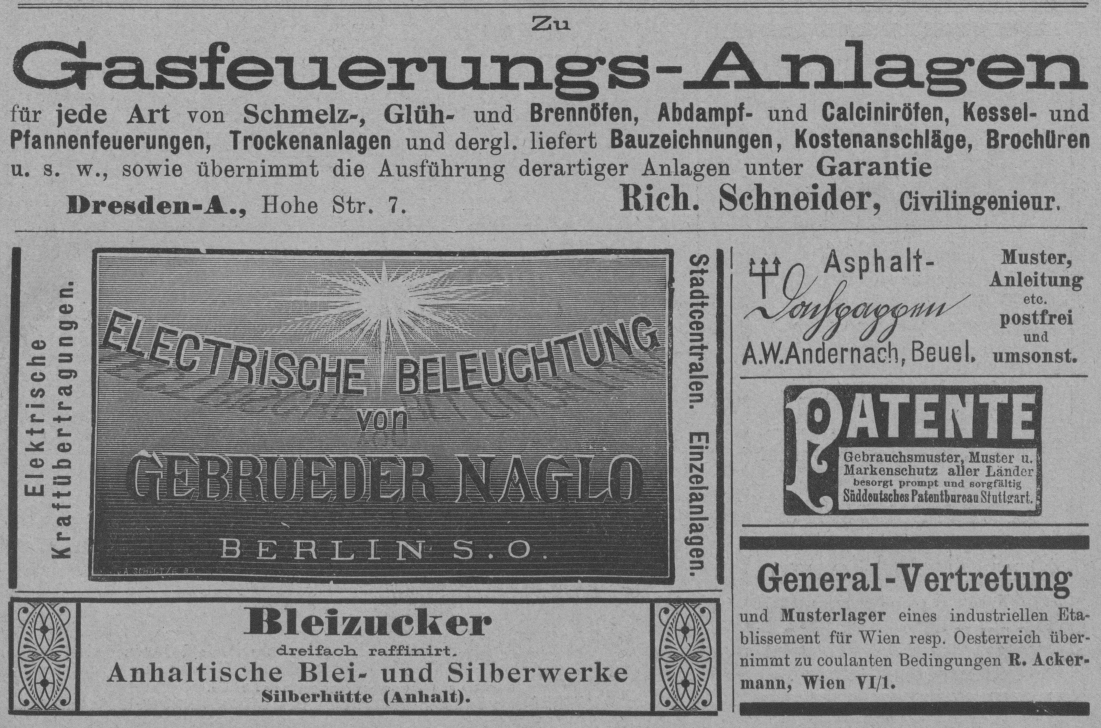 Zu
Gasfeuerungs-Anlagen
für jede Art von Schmelz-, Glüh- und Brennöfen, Abdampf- und Calciniröfen, Kessel- und
Pfannenfeuerungen, Trockenanlagen und dergl. liefert Bauzeichnungen, Kostenanschläge, Brochüren
u. s. w., sowie übernimmt die Ausführung derartiger Anlagen unter Garantie
Dresden-A., Hohe Str. 7.
Rich. Schneider, Civilingenieur.
Elektrische
Kraftübertragungen.
ELECTRISCHE BELEUCHTUNG
von
GEBRUEDER NAGLO
BERLIN S.O.
Stadtcentralen. Einzelanlagen.
Asphalt-
Dachpappen
A.W.Andernach, Beuel.
Muster,
Anleitung
etc.
postfrei
und
umsonst.
PATENTE
Gebrauchsmuster, Muster u.
Markenschutz aller Länder
besorgt prompt und sorgfältig
Süddeutsches Patentbureau Stuttgart.
Bleizucker
dreifach raffinirt.
Anhaltische Blei- und Silberwerke
Silberhütte (Anhalt).
General-Vertretung
und Musterlager eines industriellen Eta-
blissement für Wien resp. Oesterreich über-
nimmt zu coulanten Bedingungen R. Acker-
mann, Wien VI/1.